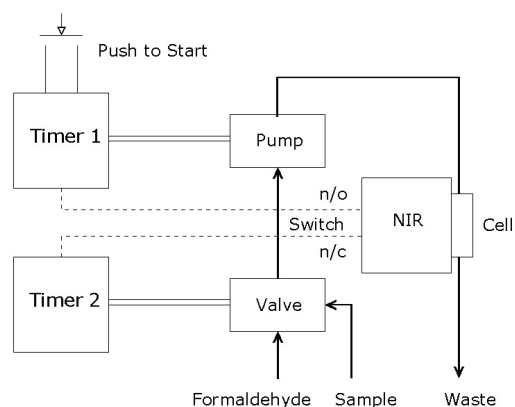 Push to Start
Timer 1
Pump
n/o
Switch
NIR
Cell
n/c
Timer 2
Valve
Formaldehyde
Sample
Waste